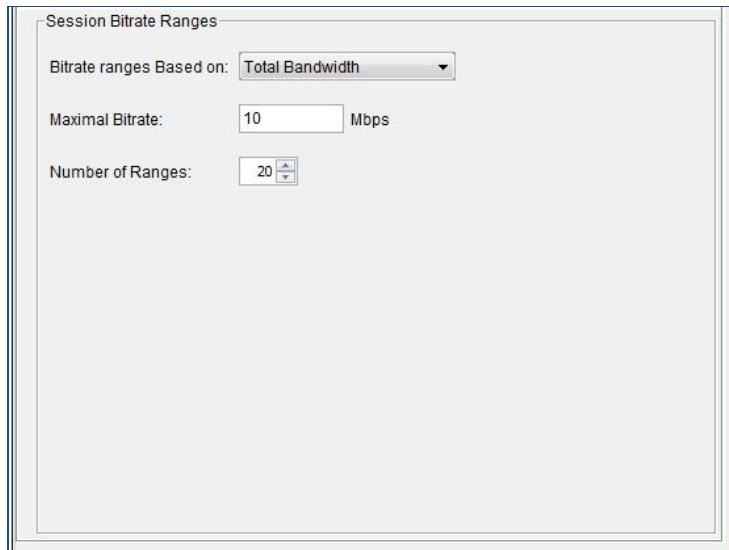 Session Bitrate Ranges
Bitrate ranges Based on: Total Bandwidth
Maximal Bitrate: 10 Mbps
Number of Ranges: 20